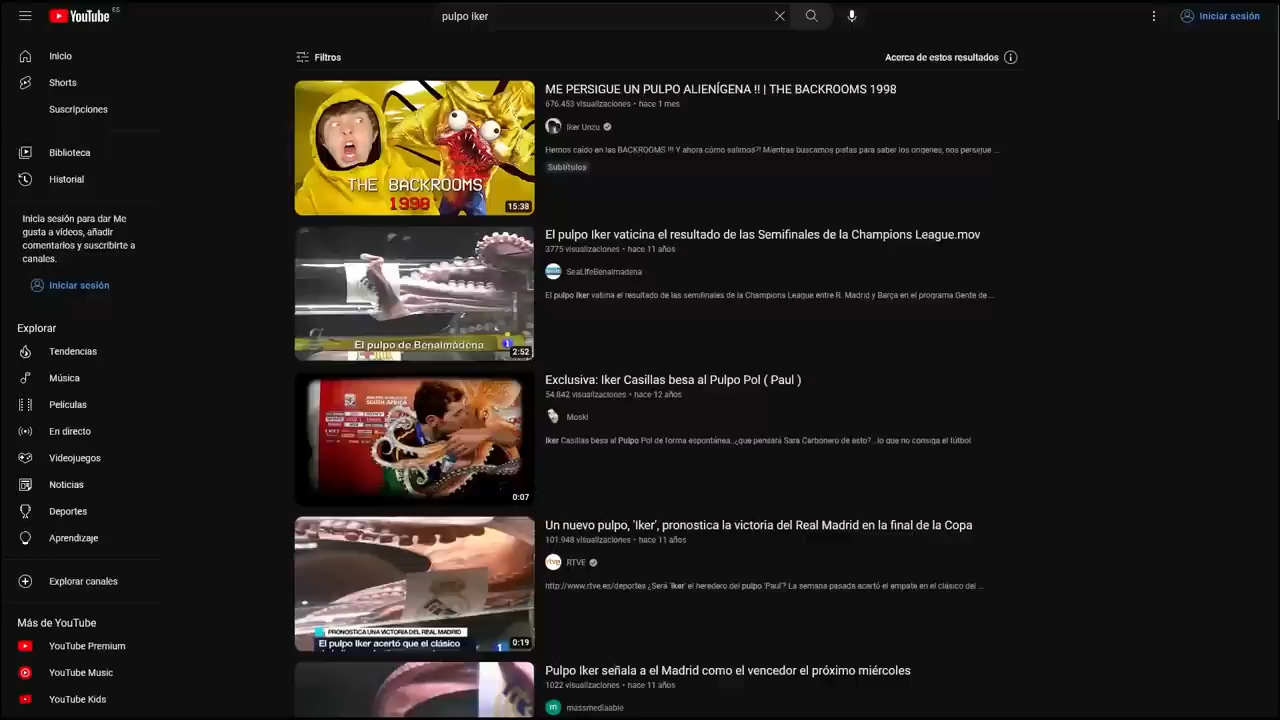 YouTube ES
pulpo iker
Iniciar sesión
Inicio
Shorts
Suscripciones
Biblioteca
Historial
Inicia sesión para dar Me
gusta a vídeos, añadir
comentarios y suscribirte a
canales.
Iniciar sesión
Explorar
Tendencias
Música
Películas
En directo
Videojuegos
Noticias
Deportes
Aprendizaje
Explorar canales
Más de YouTube
YouTube Premium
YouTube Music
YouTube Kids
Filtros
Acerca de estos resultados
THE BACKROOMS
1998
15:38
ME PERSIGUE UN PULPO ALIENÍGENA !! | THE BACKROOMS 1998
676.453 visualizaciones • hace 1 mes
Iker Unzu
Hemos caído en las BACKROOMS !!! Y ahora cómo salimos?! Mientras buscamos pistas para saber los orígenes, nos persigue ...
Subtítulos
El pulpo de Benalmádena
1
2:52
El pulpo Iker vaticina el resultado de las Semifinales de la Champions League.mov
3775 visualizaciones • hace 11 años
SeaLifeBenalmadena
El pulpo Iker vatina el resultado de las semifinales de la Champions League entre R. Madrid y Barça en el programa Gente de ...
SOUTH AFRICA
0:07
Exclusiva: Iker Casillas besa al Pulpo Pol ( Paul )
54.842 visualizaciones • hace 12 años
Moski
Iker Casillas besa al Pulpo Pol de forma espontánea..¿que pensará Sara Carbonero de esto?...lo que no consiga el fútbol.
PRONOSTICA UNA VICTORIA DEL REAL MADRID
El pulpo Iker acertó que el clásico
1
0:19
Un nuevo pulpo, 'Iker', pronostica la victoria del Real Madrid en la final de la Copa
101.948 visualizaciones • hace 11 años
rtve
RTVE
http://www.rtve.es/deportes ¿Será 'Iker' el heredero del pulpo 'Paul'? La semana pasada acertó el empate en el clásico del ...
Pulpo Iker señala a el Madrid como el vencedor el próximo miércoles
1022 visualizaciones • hace 11 años
m
massmediaable